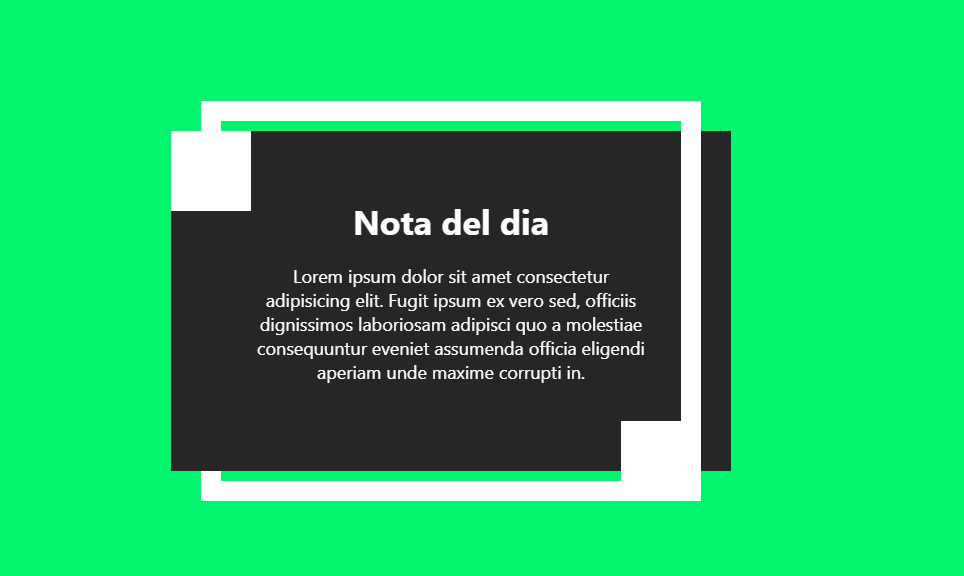 Nota del dia
Lorem ipsum dolor sit amet consectetur
adipisicing elit. Fugit ipsum ex vero sed, officiis
dignissimos laboriosam adipisci quo a molestiae
consequuntur eveniet assumenda officia eligendi
aperiam unde maxime corrupti in.